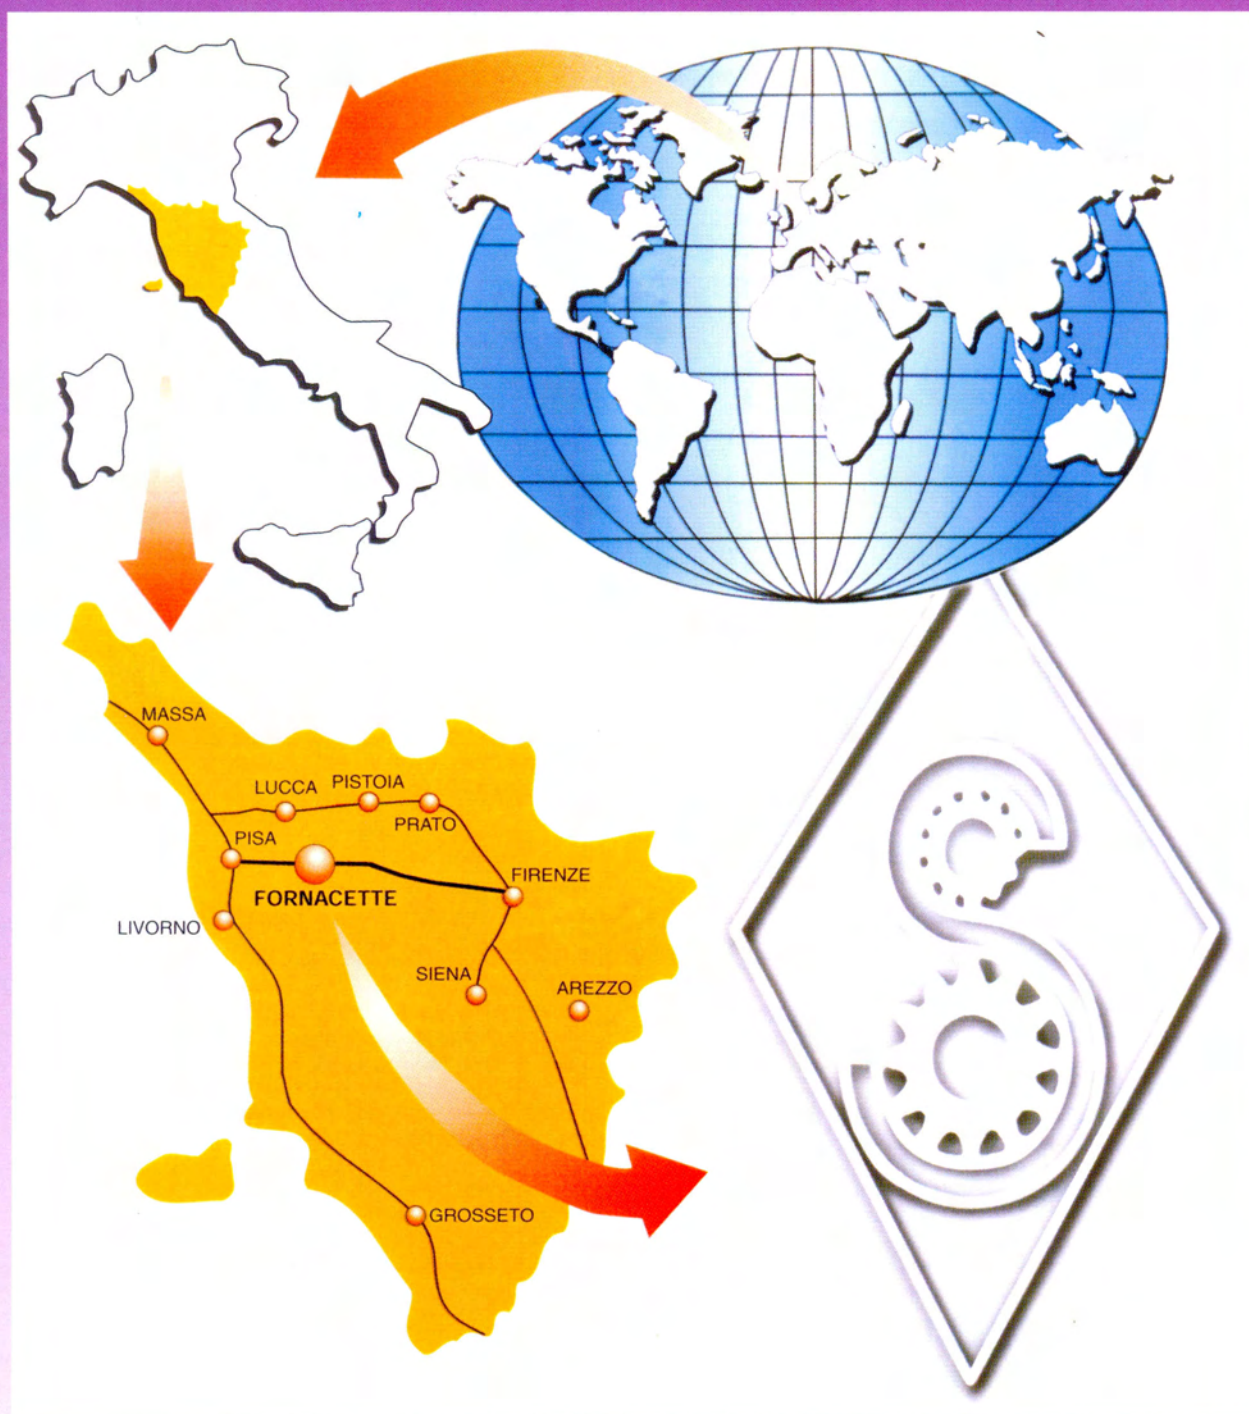 MASSA
LUCCA
PISTOIA
PRATO
PISA
FORNACETTE
FIRENZE
LIVORNO
SIENA
AREZZO
GROSSETO